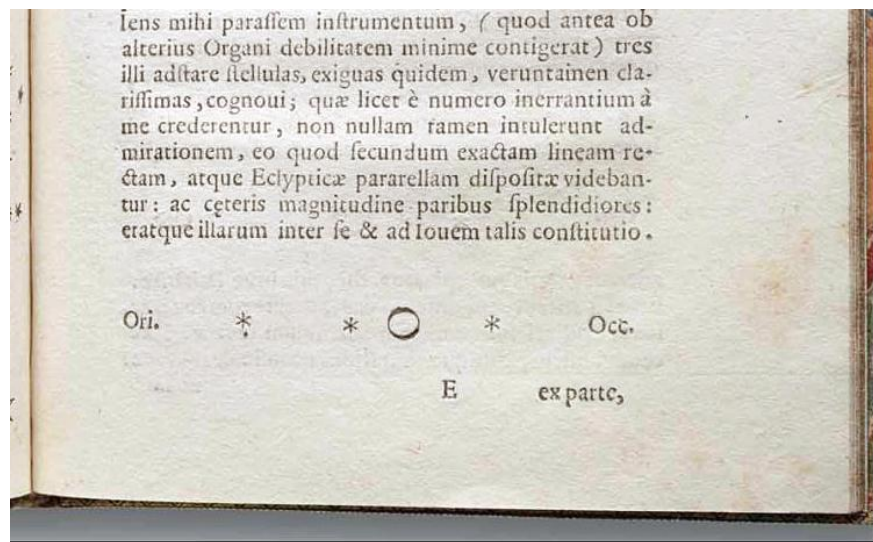 lens mihi parassem instrumentum, (quod antea ob
alterius Organi debilitatem minime contigerat) tres
illi adstare stellulas, exiguas quidem, veruntamen cla-
rissimas, cognoui; quæ licet è numero inerrantium à
me crederentur, non nullam tamen intulerunt ad-
mirationem, eo quod secundum exactam lineam re-
ctam, atque Eclypticæ pararellam dispositæ videban-
tur: ac cęteris magnitudine paribus splendidiores:
eratque illarum inter se & ad Iouem talis constitutio.
Ori. * * O * Occ.
E ex parte,